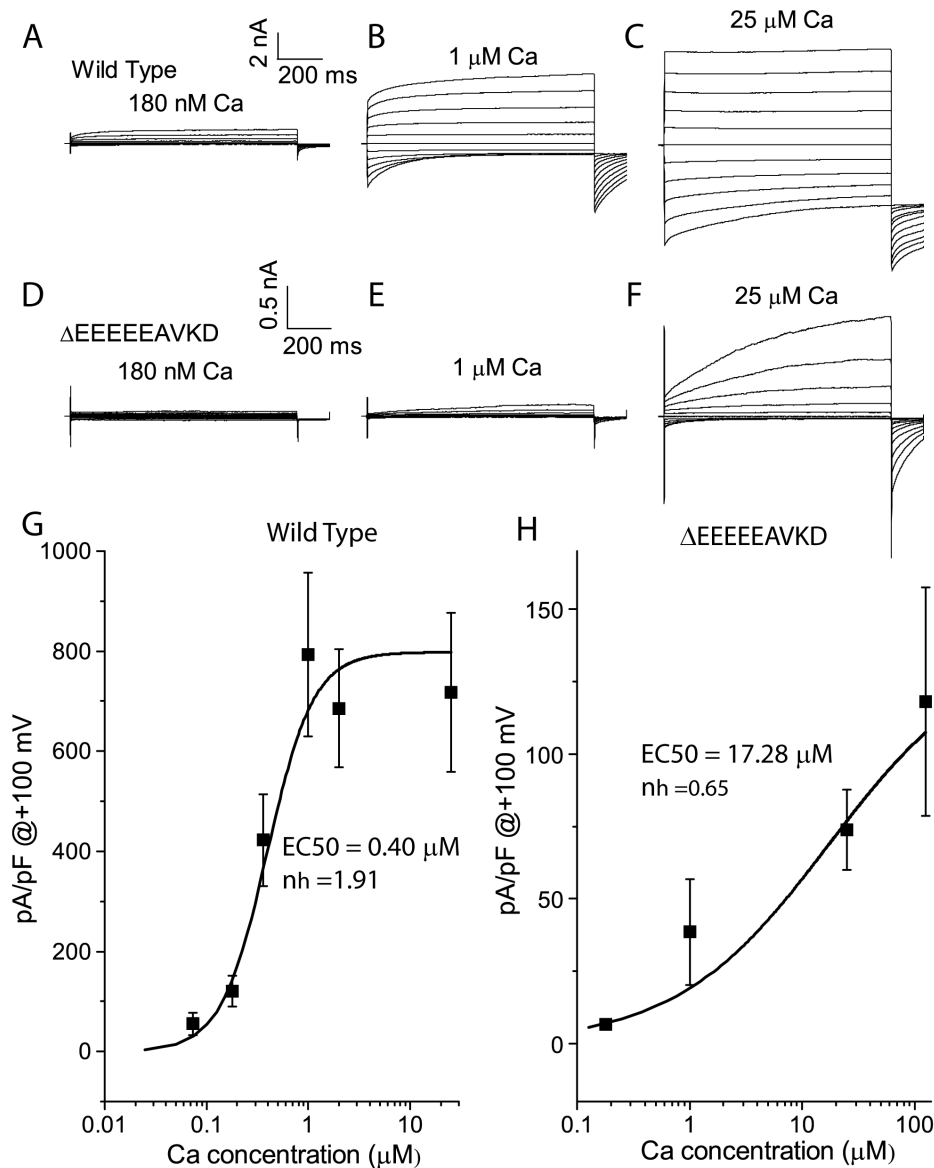 A
B
C
2 nA
200 ms
Wild Type
180 nM Ca
1 μM Ca
25 μM Ca
D
E
F
0.5 nA
200 ms
ΔEEEEEAVKD
180 nM Ca
1 μM Ca
25 μM Ca
G
Wild Type
H
ΔEEEEEAVKD
1000
800
600
400
200
0
pA/pF @+100 mV
EC50 = 0.40 μM
nh =1.91
0.01
0.1
1
10
Ca concentration (μM)
150
100
50
0
pA/pF @+100 mV
EC50 = 17.28 μM
nh =0.65
0.1
1
10
100
Ca concentration (μM)